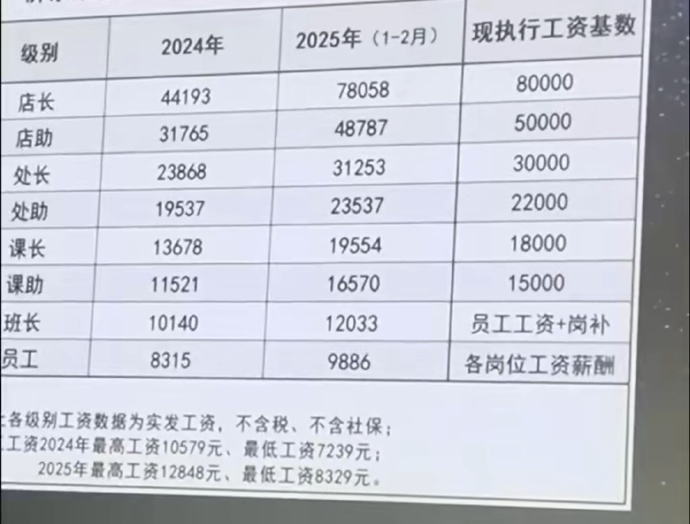 级别 2024年 2025年（1-2月） 现执行工资基数
店长 44193 78058 80000
店助 31765 48787 50000
处长 23868 31253 30000
处助 19537 23537 22000
课长 13678 19554 18000
课助 11521 16570 15000
班长 10140 12033 员工工资+岗补
员工 8315 9886 各岗位工资薪酬
上各级别工资数据为实发工资，不含税、不含社保；
工工资2024年最高工资10579元、最低工资7239元；
2025年最高工资12848元、最低工资8329元。